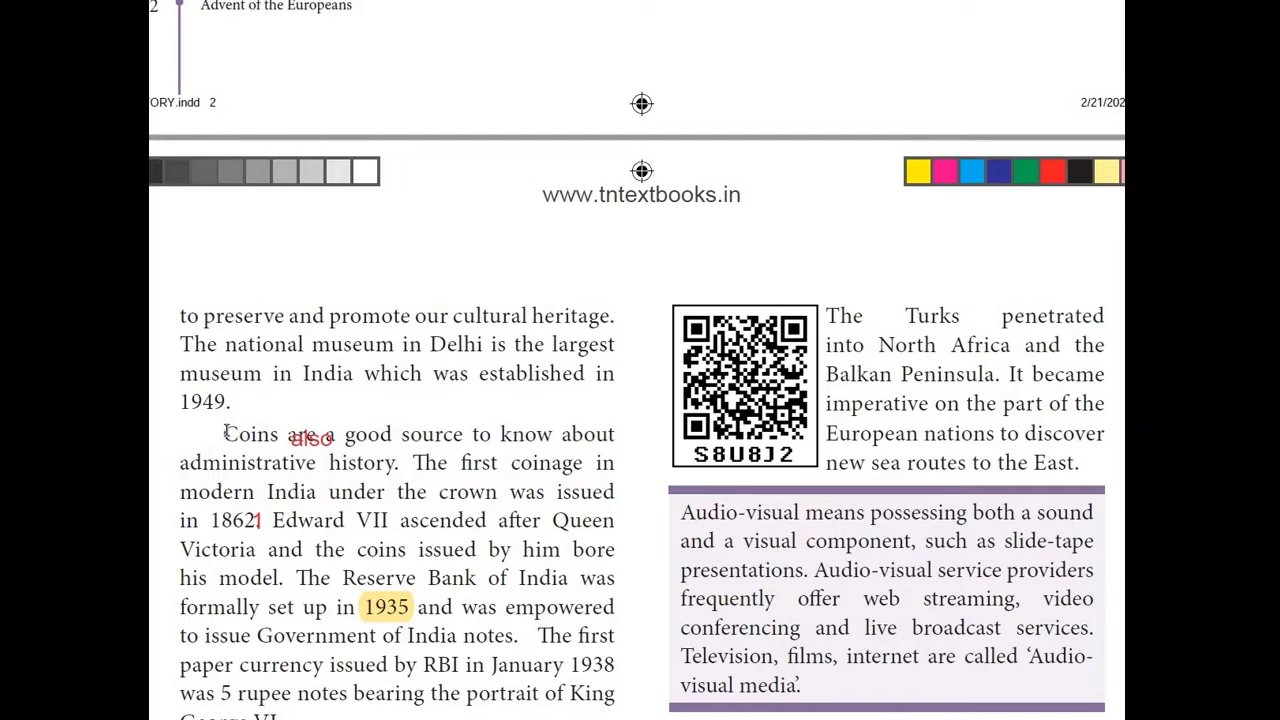 2 Advent of the Europeans
ORY.indd 2
2/21/202
www.tntextbooks.in
to preserve and promote our cultural heritage.
The national museum in Delhi is the largest
museum in India which was established in
1949.
Coins are a good source to know about
also
administrative history. The first coinage in
modern India under the crown was issued
in 1862. Edward VII ascended after Queen
1
Victoria and the coins issued by him bore
his model. The Reserve Bank of India was
formally set up in 1935 and was empowered
to issue Government of India notes. The first
paper currency issued by RBI in January 1938
was 5 rupee notes bearing the portrait of King
George VI.
S8U8J2
The Turks penetrated
into North Africa and the
Balkan Peninsula. It became
imperative on the part of the
European nations to discover
new sea routes to the East.
Audio-visual means possessing both a sound
and a visual component, such as slide-tape
presentations. Audio-visual service providers
frequently offer web streaming, video
conferencing and live broadcast services.
Television, films, internet are called ‘Audio-
visual media’.